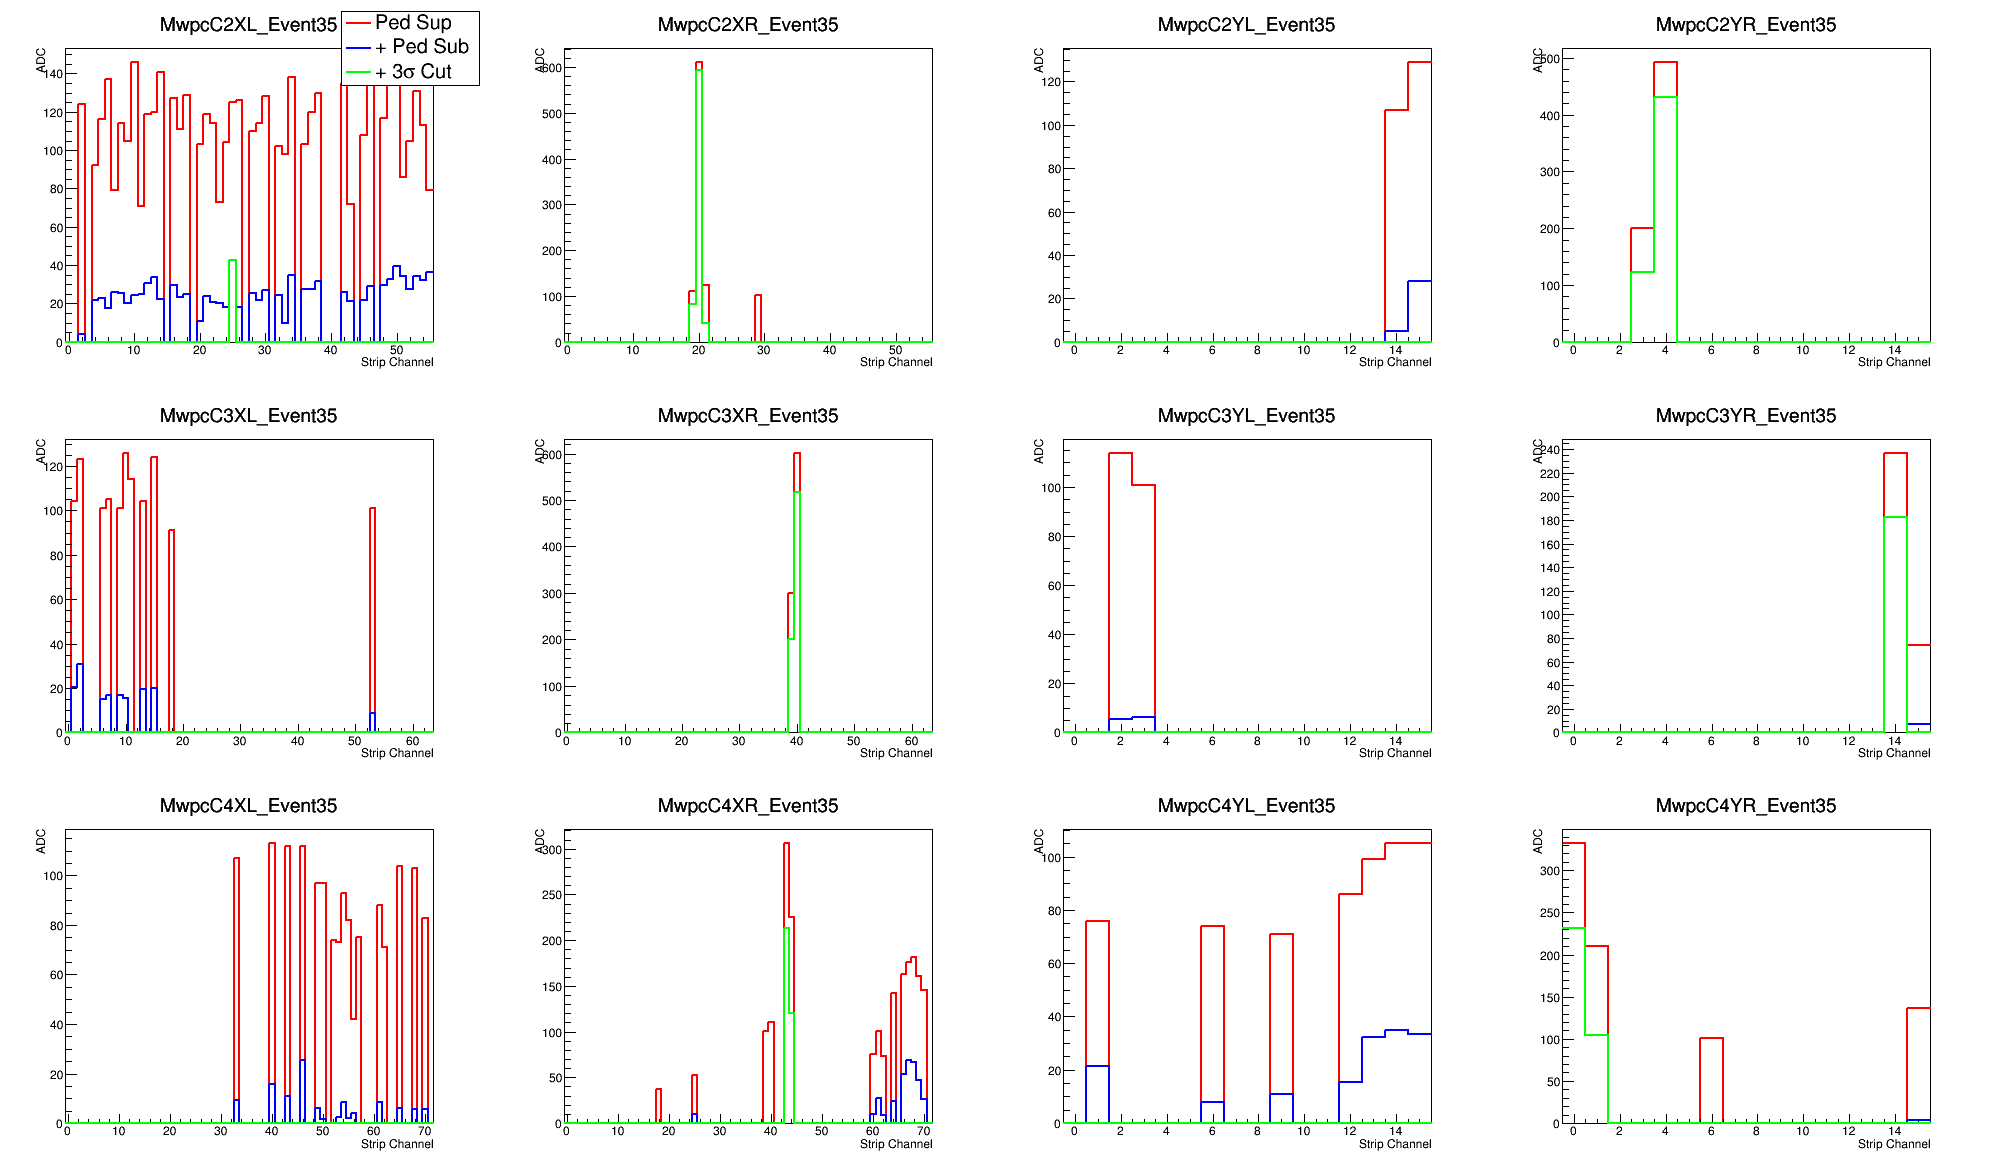 MwpcC2XL_Event35
Ped Sup
+ Ped Sub
+ 3σ Cut
ADC
140
120
100
80
60
40
20
0
0 10 20 30 40 50
Strip Channel
MwpcC2XR_Event35
ADC
600
500
400
300
200
100
0
0 10 20 30 40 50
Strip Channel
MwpcC2YL_Event35
ADC
120
100
80
60
40
20
0
0 2 4 6 8 10 12 14
Strip Channel
MwpcC2YR_Event35
ADC
500
400
300
200
100
0
0 2 4 6 8 10 12 14
Strip Channel
MwpcC3XL_Event35
ADC
120
100
80
60
40
20
0
0 10 20 30 40 50 60
Strip Channel
MwpcC3XR_Event35
ADC
600
500
400
300
200
100
0
0 10 20 30 40 50 60
Strip Channel
MwpcC3YL_Event35
ADC
100
80
60
40
20
0
0 2 4 6 8 10 12 14
Strip Channel
MwpcC3YR_Event35
ADC
240
220
200
180
160
140
120
100
80
60
40
20
0
0 2 4 6 8 10 12 14
Strip Channel
MwpcC4XL_Event35
ADC
100
80
60
40
20
0
0 10 20 30 40 50 60 70
Strip Channel
MwpcC4XR_Event35
ADC
300
250
200
150
100
50
0
0 10 20 30 40 50 60 70
Strip Channel
MwpcC4YL_Event35
ADC
100
80
60
40
20
0
0 2 4 6 8 10 12 14
Strip Channel
MwpcC4YR_Event35
ADC
300
250
200
150
100
50
0
0 2 4 6 8 10 12 14
Strip Channel